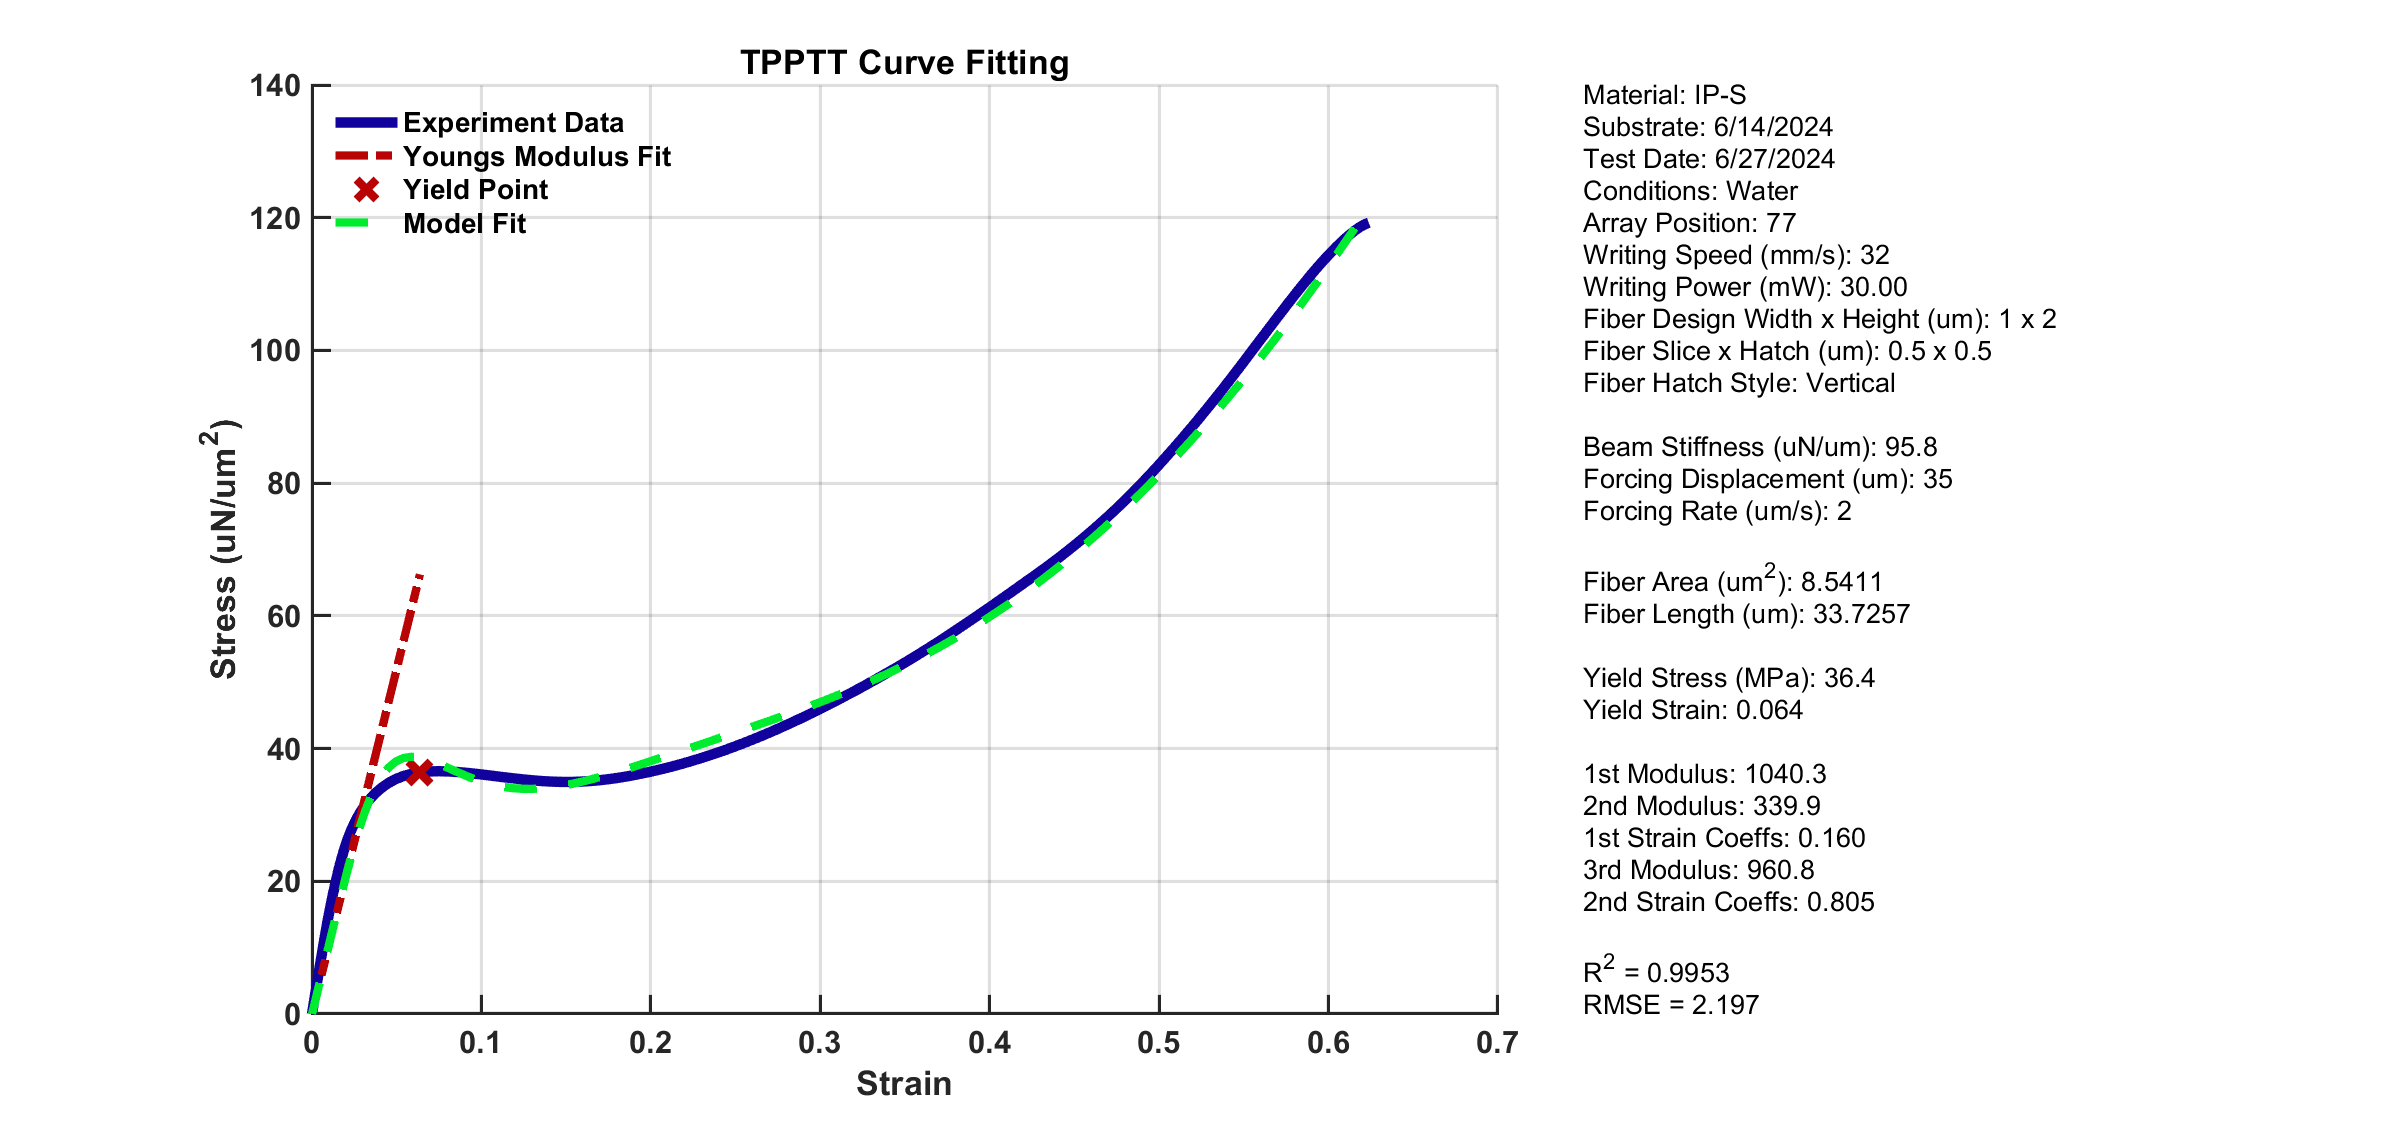 TPPTT Curve Fitting
140
120
100
80
60
40
20
0
Stress (uN/um²)
Experiment Data
Youngs Modulus Fit
Yield Point
Model Fit
0 0.1 0.2 0.3 0.4 0.5 0.6 0.7
Strain
Material: IP-S
Substrate: 6/14/2024
Test Date: 6/27/2024
Conditions: Water
Array Position: 77
Writing Speed (mm/s): 32
Writing Power (mW): 30.00
Fiber Design Width x Height (um): 1 x 2
Fiber Slice x Hatch (um): 0.5 x 0.5
Fiber Hatch Style: Vertical
Beam Stiffness (uN/um): 95.8
Forcing Displacement (um): 35
Forcing Rate (um/s): 2
Fiber Area (um²): 8.5411
Fiber Length (um): 33.7257
Yield Stress (MPa): 36.4
Yield Strain: 0.064
1st Modulus: 1040.3
2nd Modulus: 339.9
1st Strain Coeffs: 0.160
3rd Modulus: 960.8
2nd Strain Coeffs: 0.805
R² = 0.9953
RMSE = 2.197